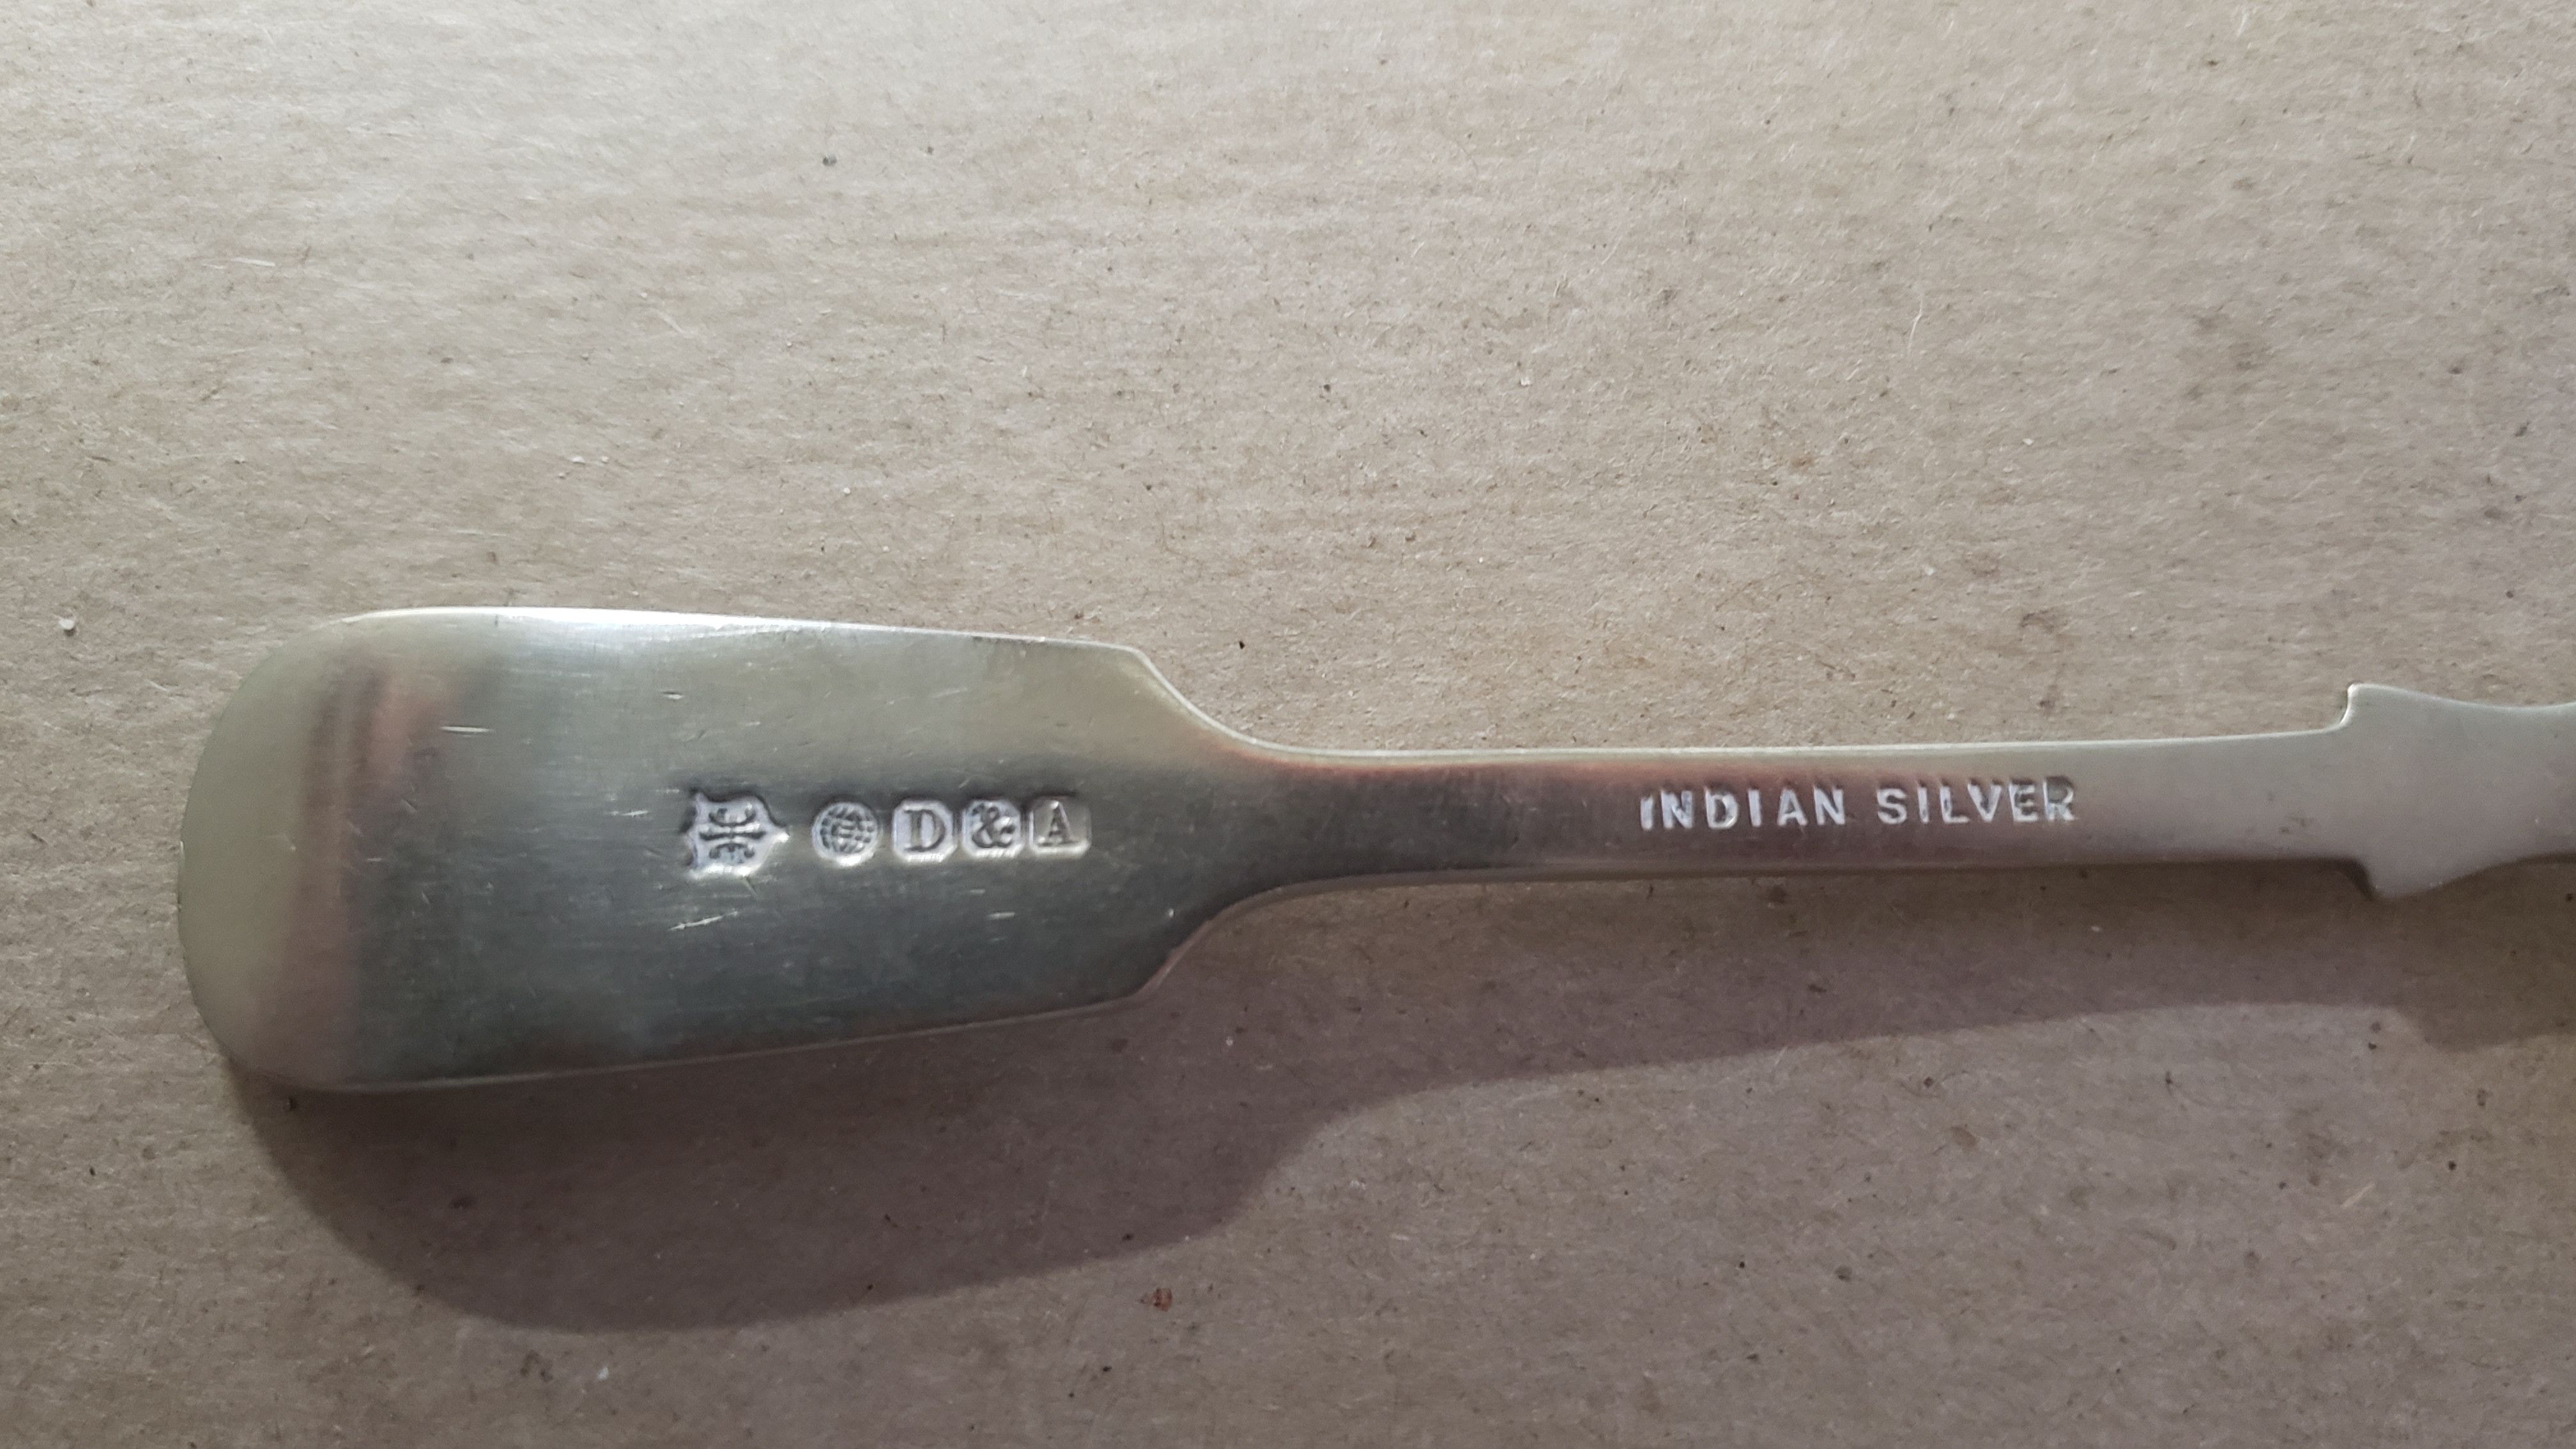 D & A
INDIAN SILVER